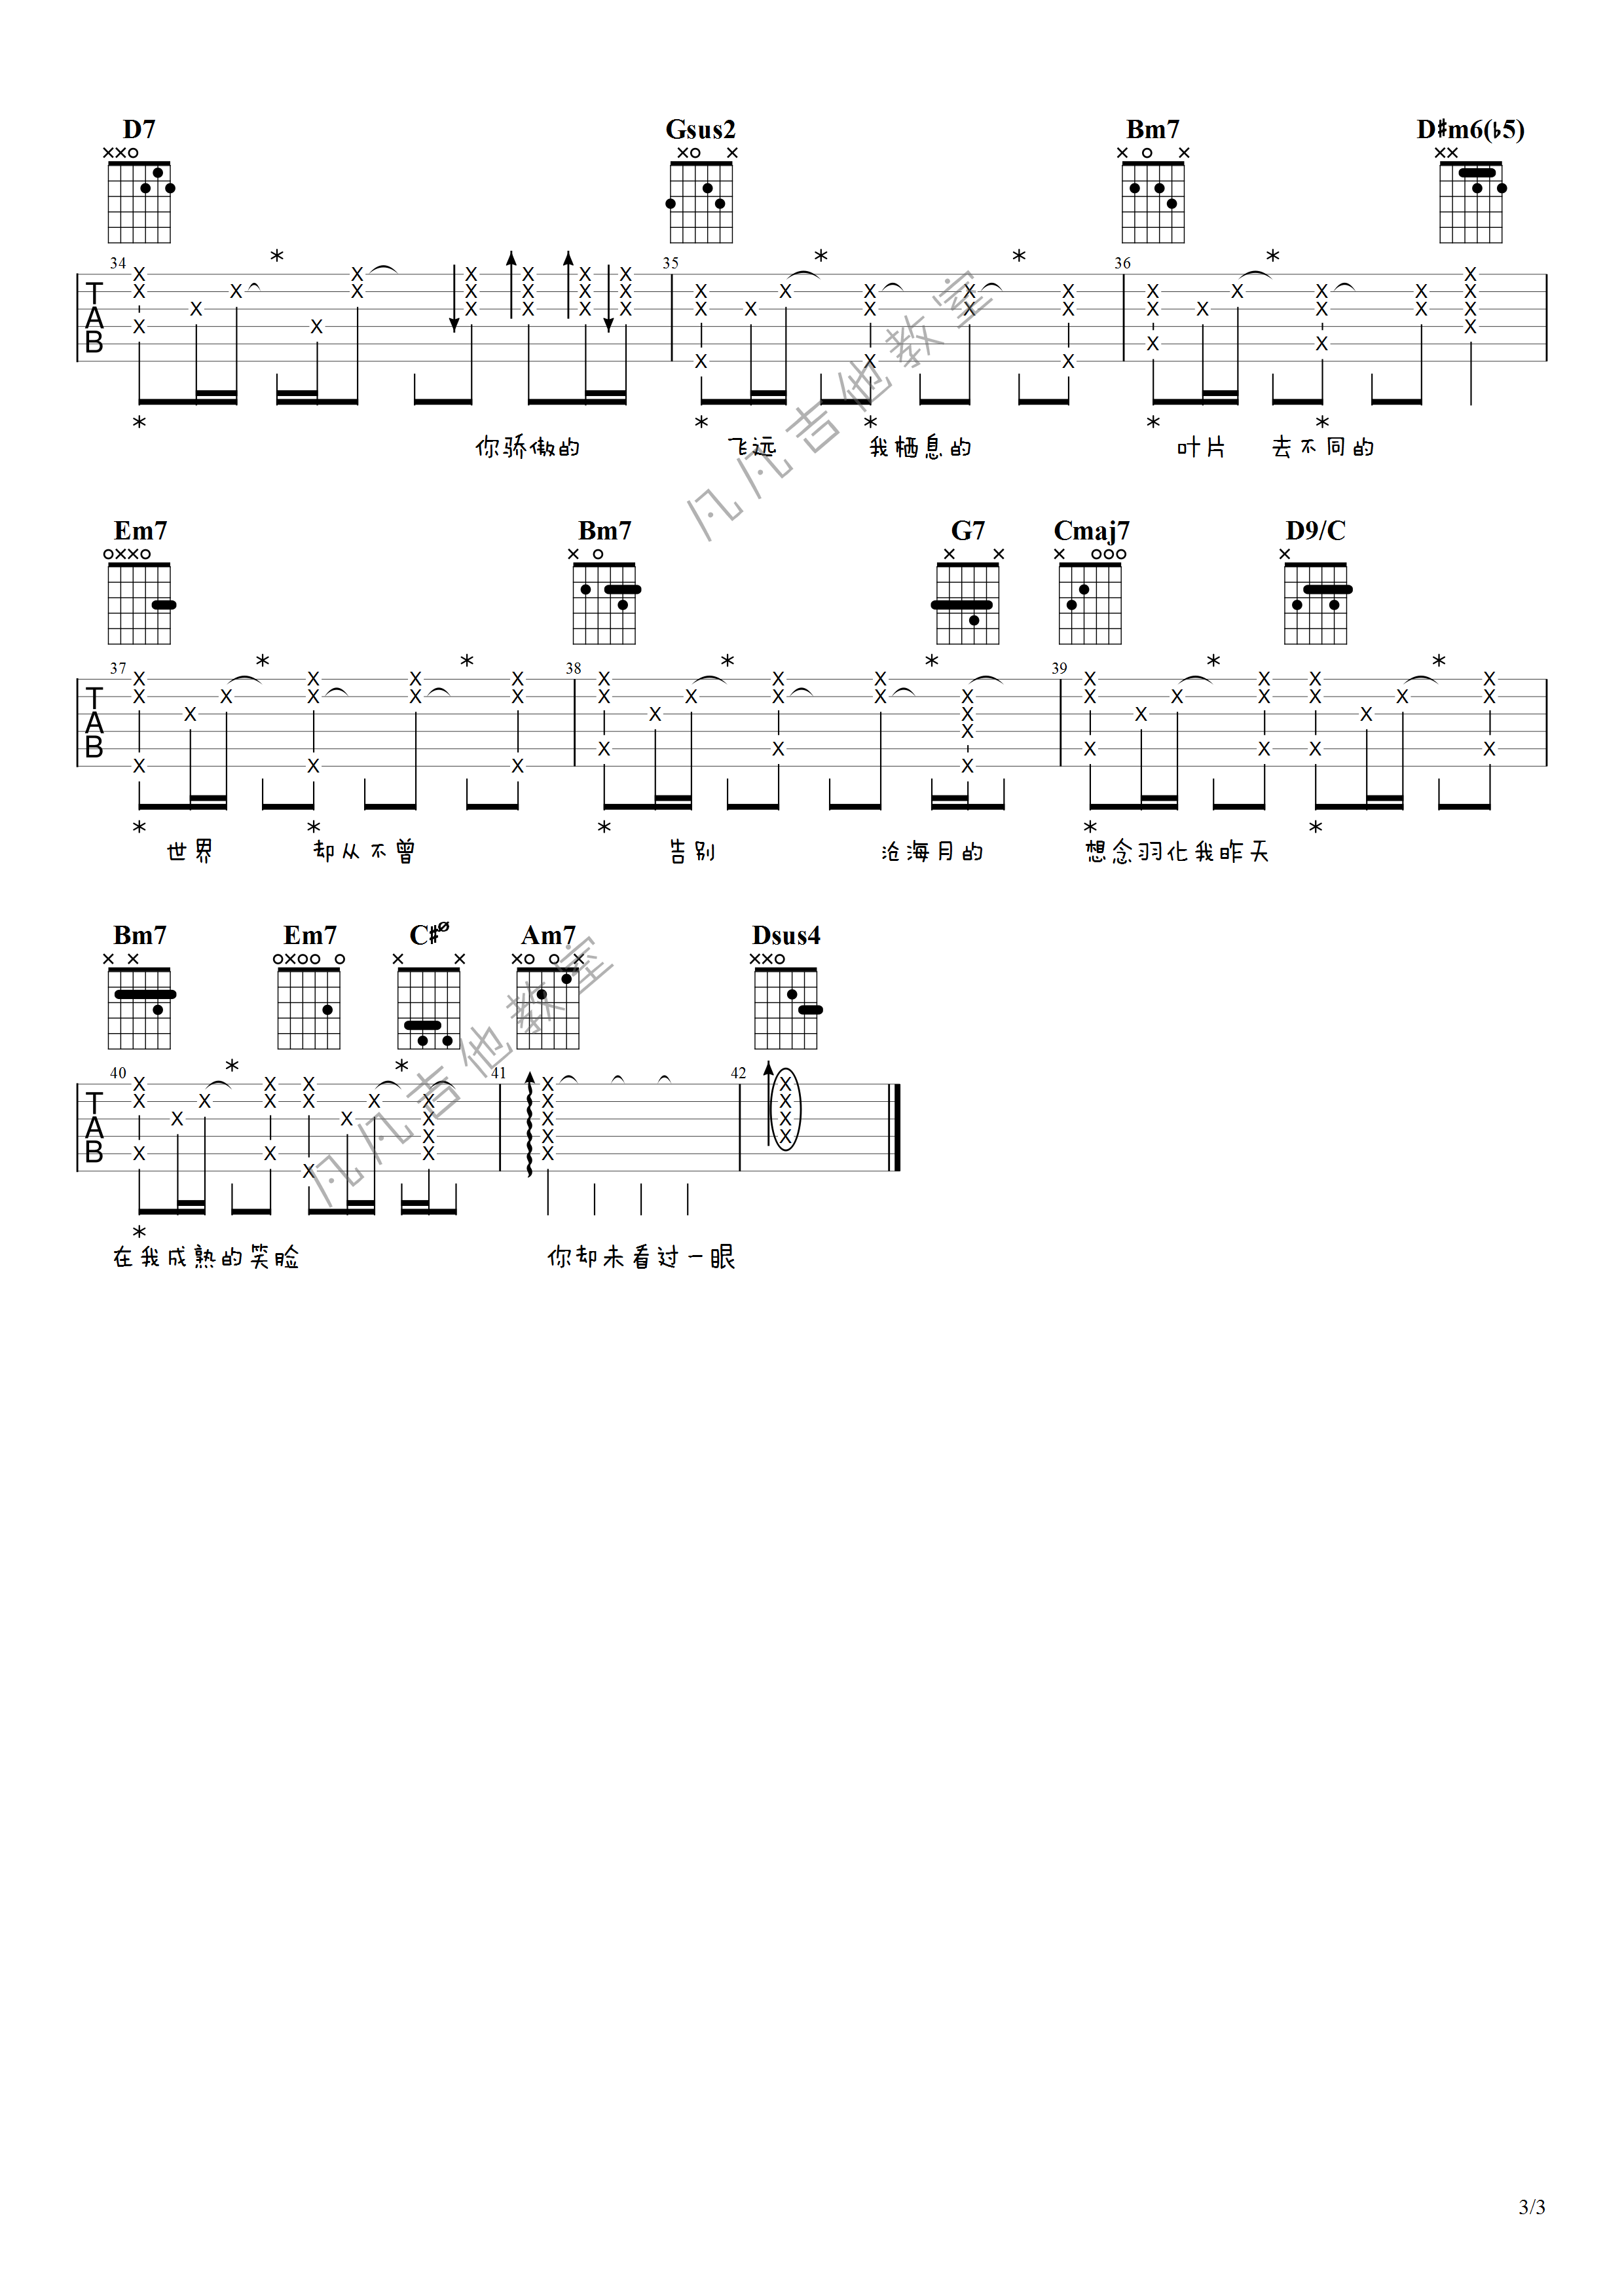 D7 Gsus2 Bm7 D♯m6(♭5)
34 35 36
TAB
你骄傲的 飞远 我栖息的 叶片 去不同的
凡凡吉他教室
Em7 Bm7 G7 Cmaj7 D9/C
37 38 39
TAB
世界 却从不曾 告别 沧海月的 想念羽化我昨天
Bm7 Em7 C♯ø Am7 Dsus4
40 41 42
TAB
在我成熟的笑脸 你却未看过一眼
凡凡吉他教室
3/3